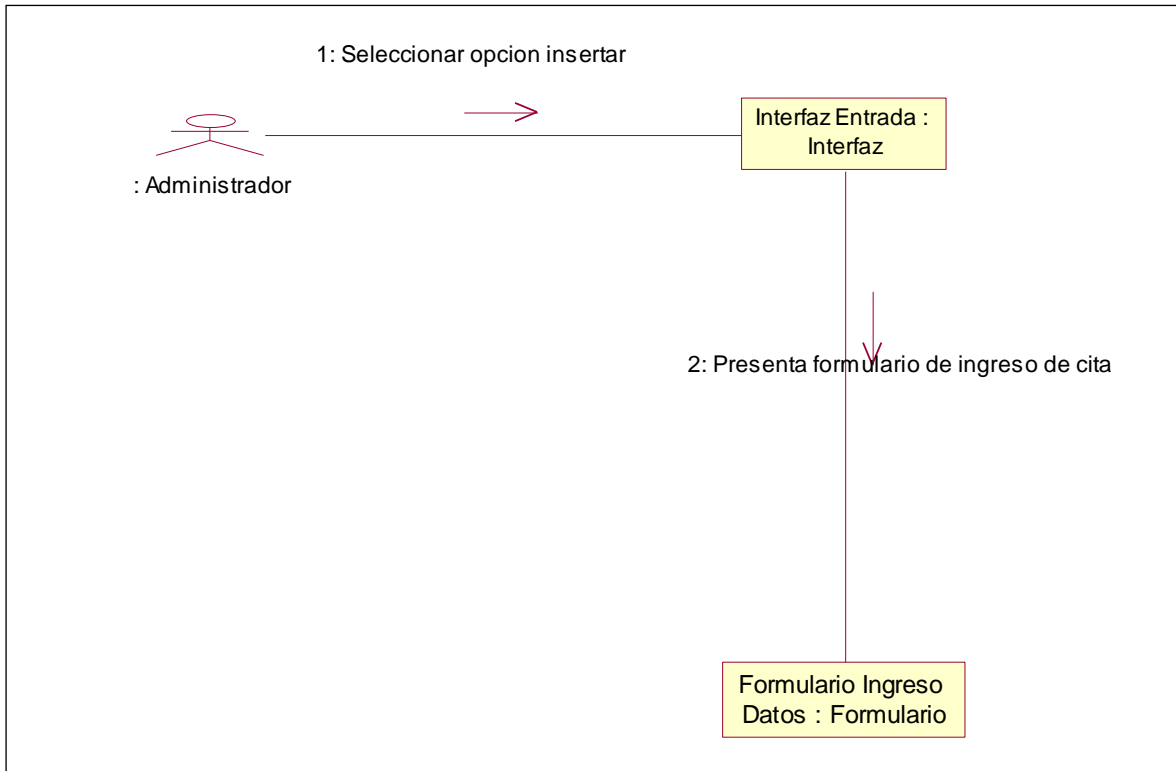 1: Seleccionar opcion insertar
Interfaz Entrada :
Interfaz
: Administrador
2: Presenta formulario de ingreso de cita
Formulario Ingreso
Datos : Formulario